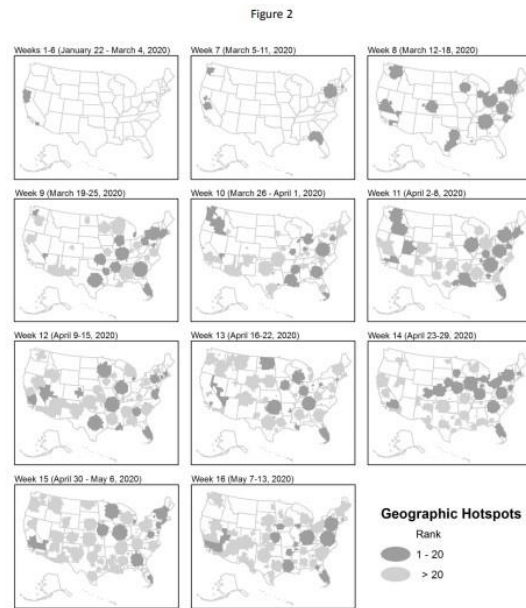 Figure 2
Weeks 1-6 (January 22 - March 4, 2020)
Week 7 (March 5-11, 2020)
Week 8 (March 12-18, 2020)
Week 9 (March 19-25, 2020)
Week 10 (March 26 - April 1, 2020)
Week 11 (April 2-8, 2020)
Week 12 (April 9-15, 2020)
Week 13 (April 16-22, 2020)
Week 14 (April 23-29, 2020)
Week 15 (April 30 - May 6, 2020)
Week 16 (May 7-13, 2020)
Geographic Hotspots
Rank
1 - 20
> 20